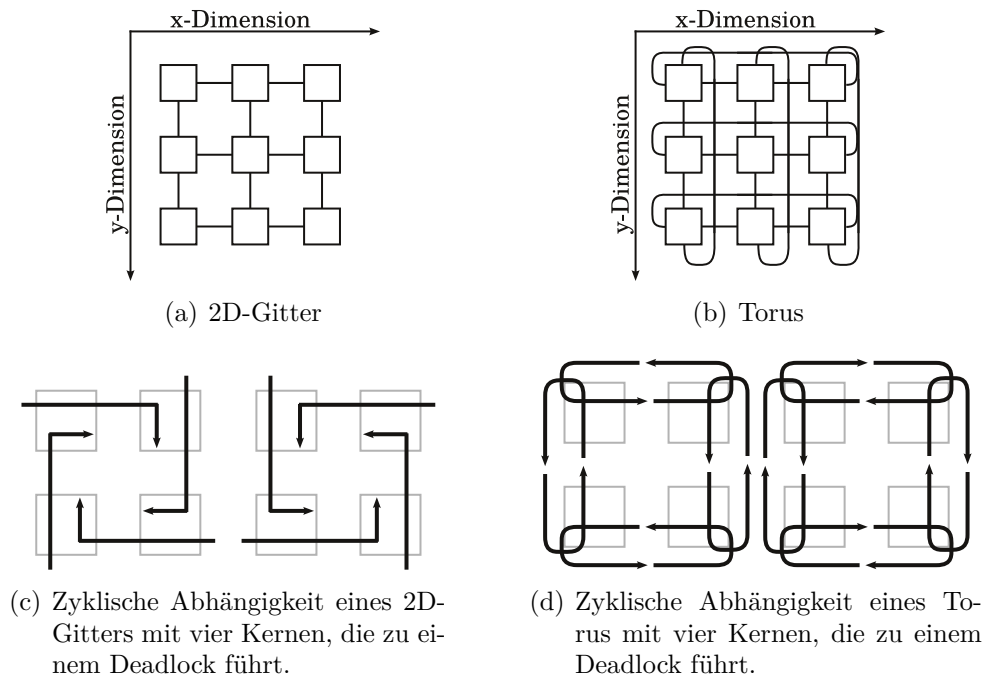 x-Dimension
y-Dimension
(a) 2D-Gitter
x-Dimension
y-Dimension
(b) Torus
(c) Zyklische Abhängigkeit eines 2D-
Gitters mit vier Kernen, die zu ei-
nem Deadlock führt.
(d) Zyklische Abhängigkeit eines To-
rus mit vier Kernen, die zu einem
Deadlock führt.